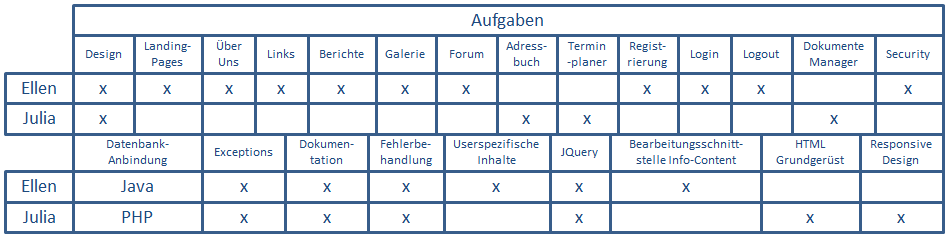 Aufgaben
Design Landing- Über Links Berichte Galerie Forum Adress- Termin Regist- Login Logout Dokumente Security
Pages Uns buch -planer rierung Manager
Ellen x x x x x x x x x x x
Julia x x x x
Datenbank- Exceptions Dokumen- Fehlerbe- Userspezifische JQuery Bearbeitungsschnitt- HTML Responsive
Anbindung tation handlung Inhalte stelle Info-Content Grundgerüst Design
Ellen Java x x x x x x
Julia PHP x x x x x x